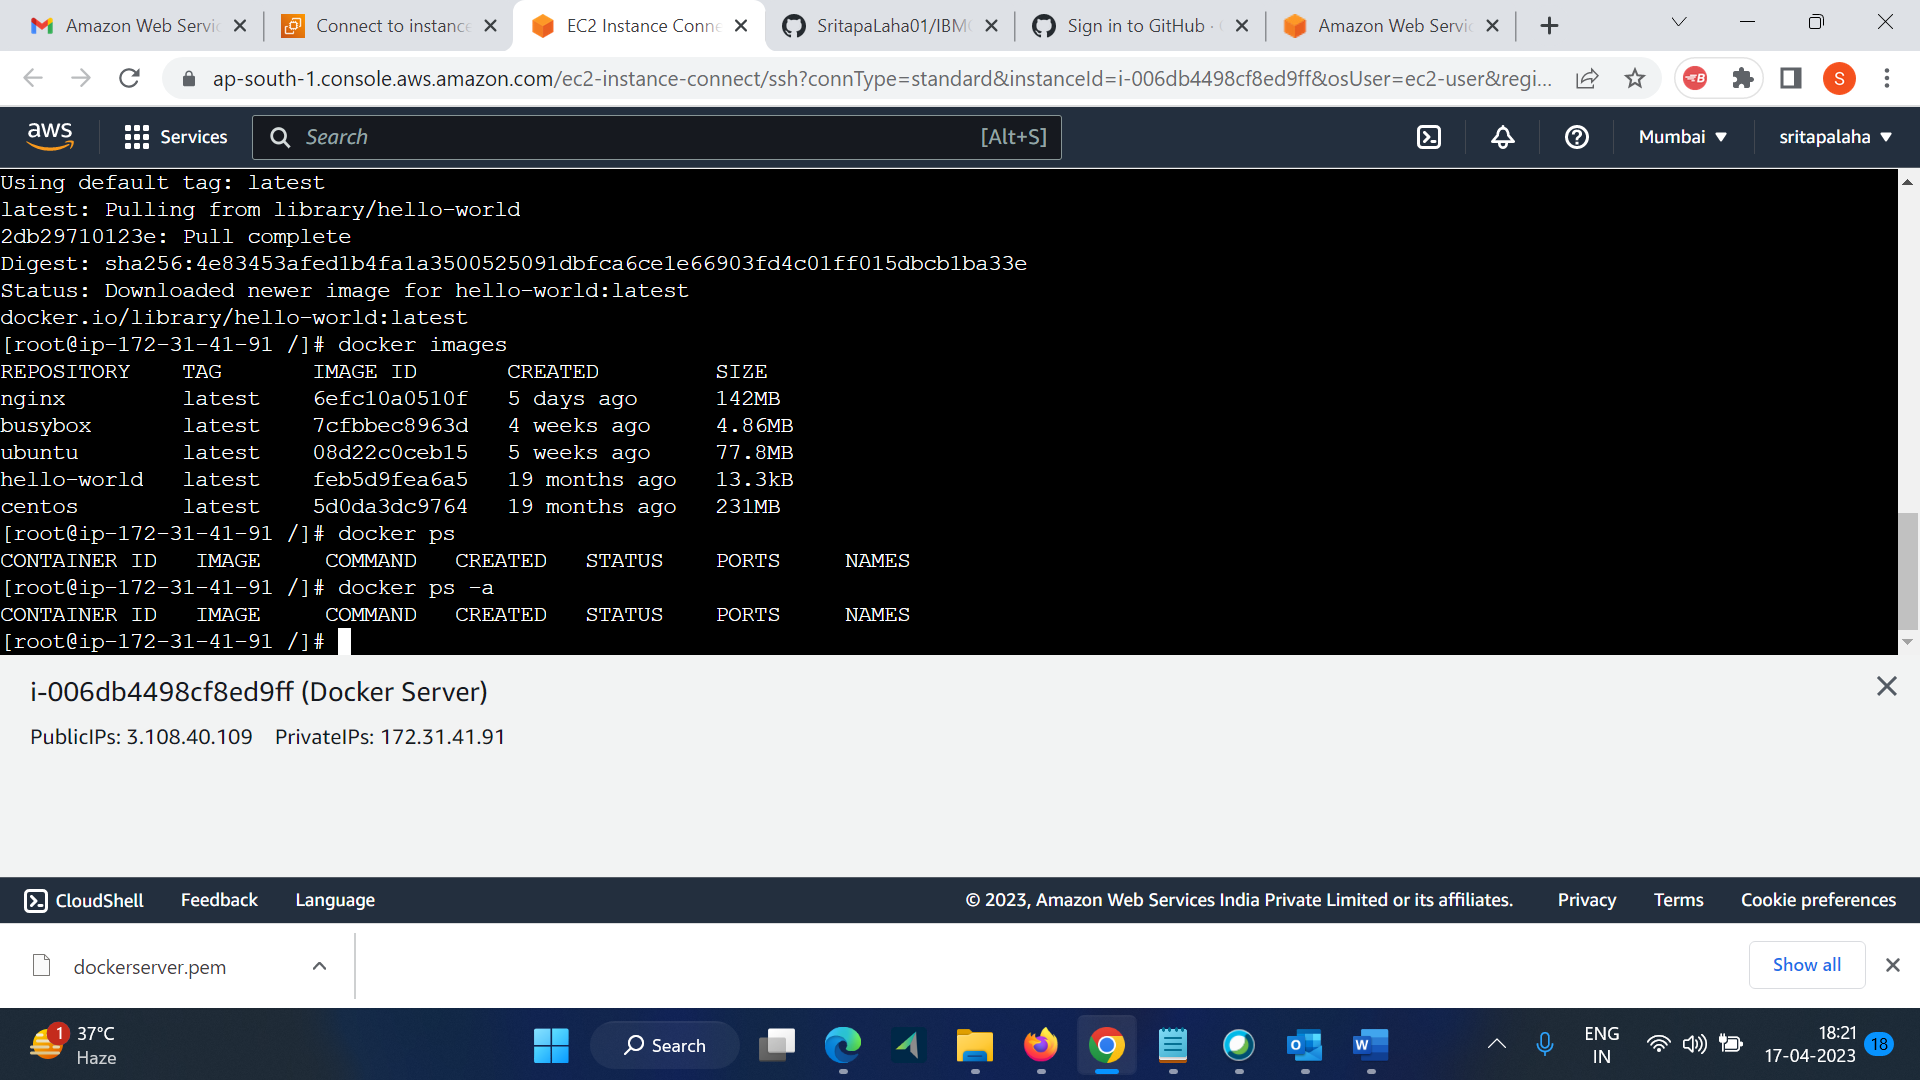 Amazon Web Servi
Connect to instance
EC2 Instance Conne
SritapaLaha01/IBM
Sign in to GitHub ·
Amazon Web Servi
ap-south-1.console.aws.amazon.com/ec2-instance-connect/ssh?connType=standard&instanceId=i-006db4498cf8ed9ff&osUser=ec2-user&regi...
S
aws
Services
Search
[Alt+S]
Mumbai
sritapalaha
Using default tag: latest
latest: Pulling from library/hello-world
2db29710123e: Pull complete
Digest: sha256:4e83453afed1b4fa1a3500525091dbfca6ce1e66903fd4c01ff015dbcb1ba33e
Status: Downloaded newer image for hello-world:latest
docker.io/library/hello-world:latest
[root@ip-172-31-41-91 /]# docker images
REPOSITORY TAG IMAGE ID CREATED SIZE
nginx latest 6efc10a0510f 5 days ago 142MB
busybox latest 7cfbbec8963d 4 weeks ago 4.86MB
ubuntu latest 08d22c0ceb15 5 weeks ago 77.8MB
hello-world latest feb5d9fea6a5 19 months ago 13.3kB
centos latest 5d0da3dc9764 19 months ago 231MB
[root@ip-172-31-41-91 /]# docker ps
CONTAINER ID IMAGE COMMAND CREATED STATUS PORTS NAMES
[root@ip-172-31-41-91 /]# docker ps -a
CONTAINER ID IMAGE COMMAND CREATED STATUS PORTS NAMES
[root@ip-172-31-41-91 /]#
i-006db4498cf8ed9ff (Docker Server)
PublicIPs: 3.108.40.109 PrivateIPs: 172.31.41.91
CloudShell
Feedback
Language
© 2023, Amazon Web Services India Private Limited or its affiliates.
Privacy
Terms
Cookie preferences
dockerserver.pem
Show all
1
37°C
Haze
Search
ENG
IN
18:21
17-04-2023
18